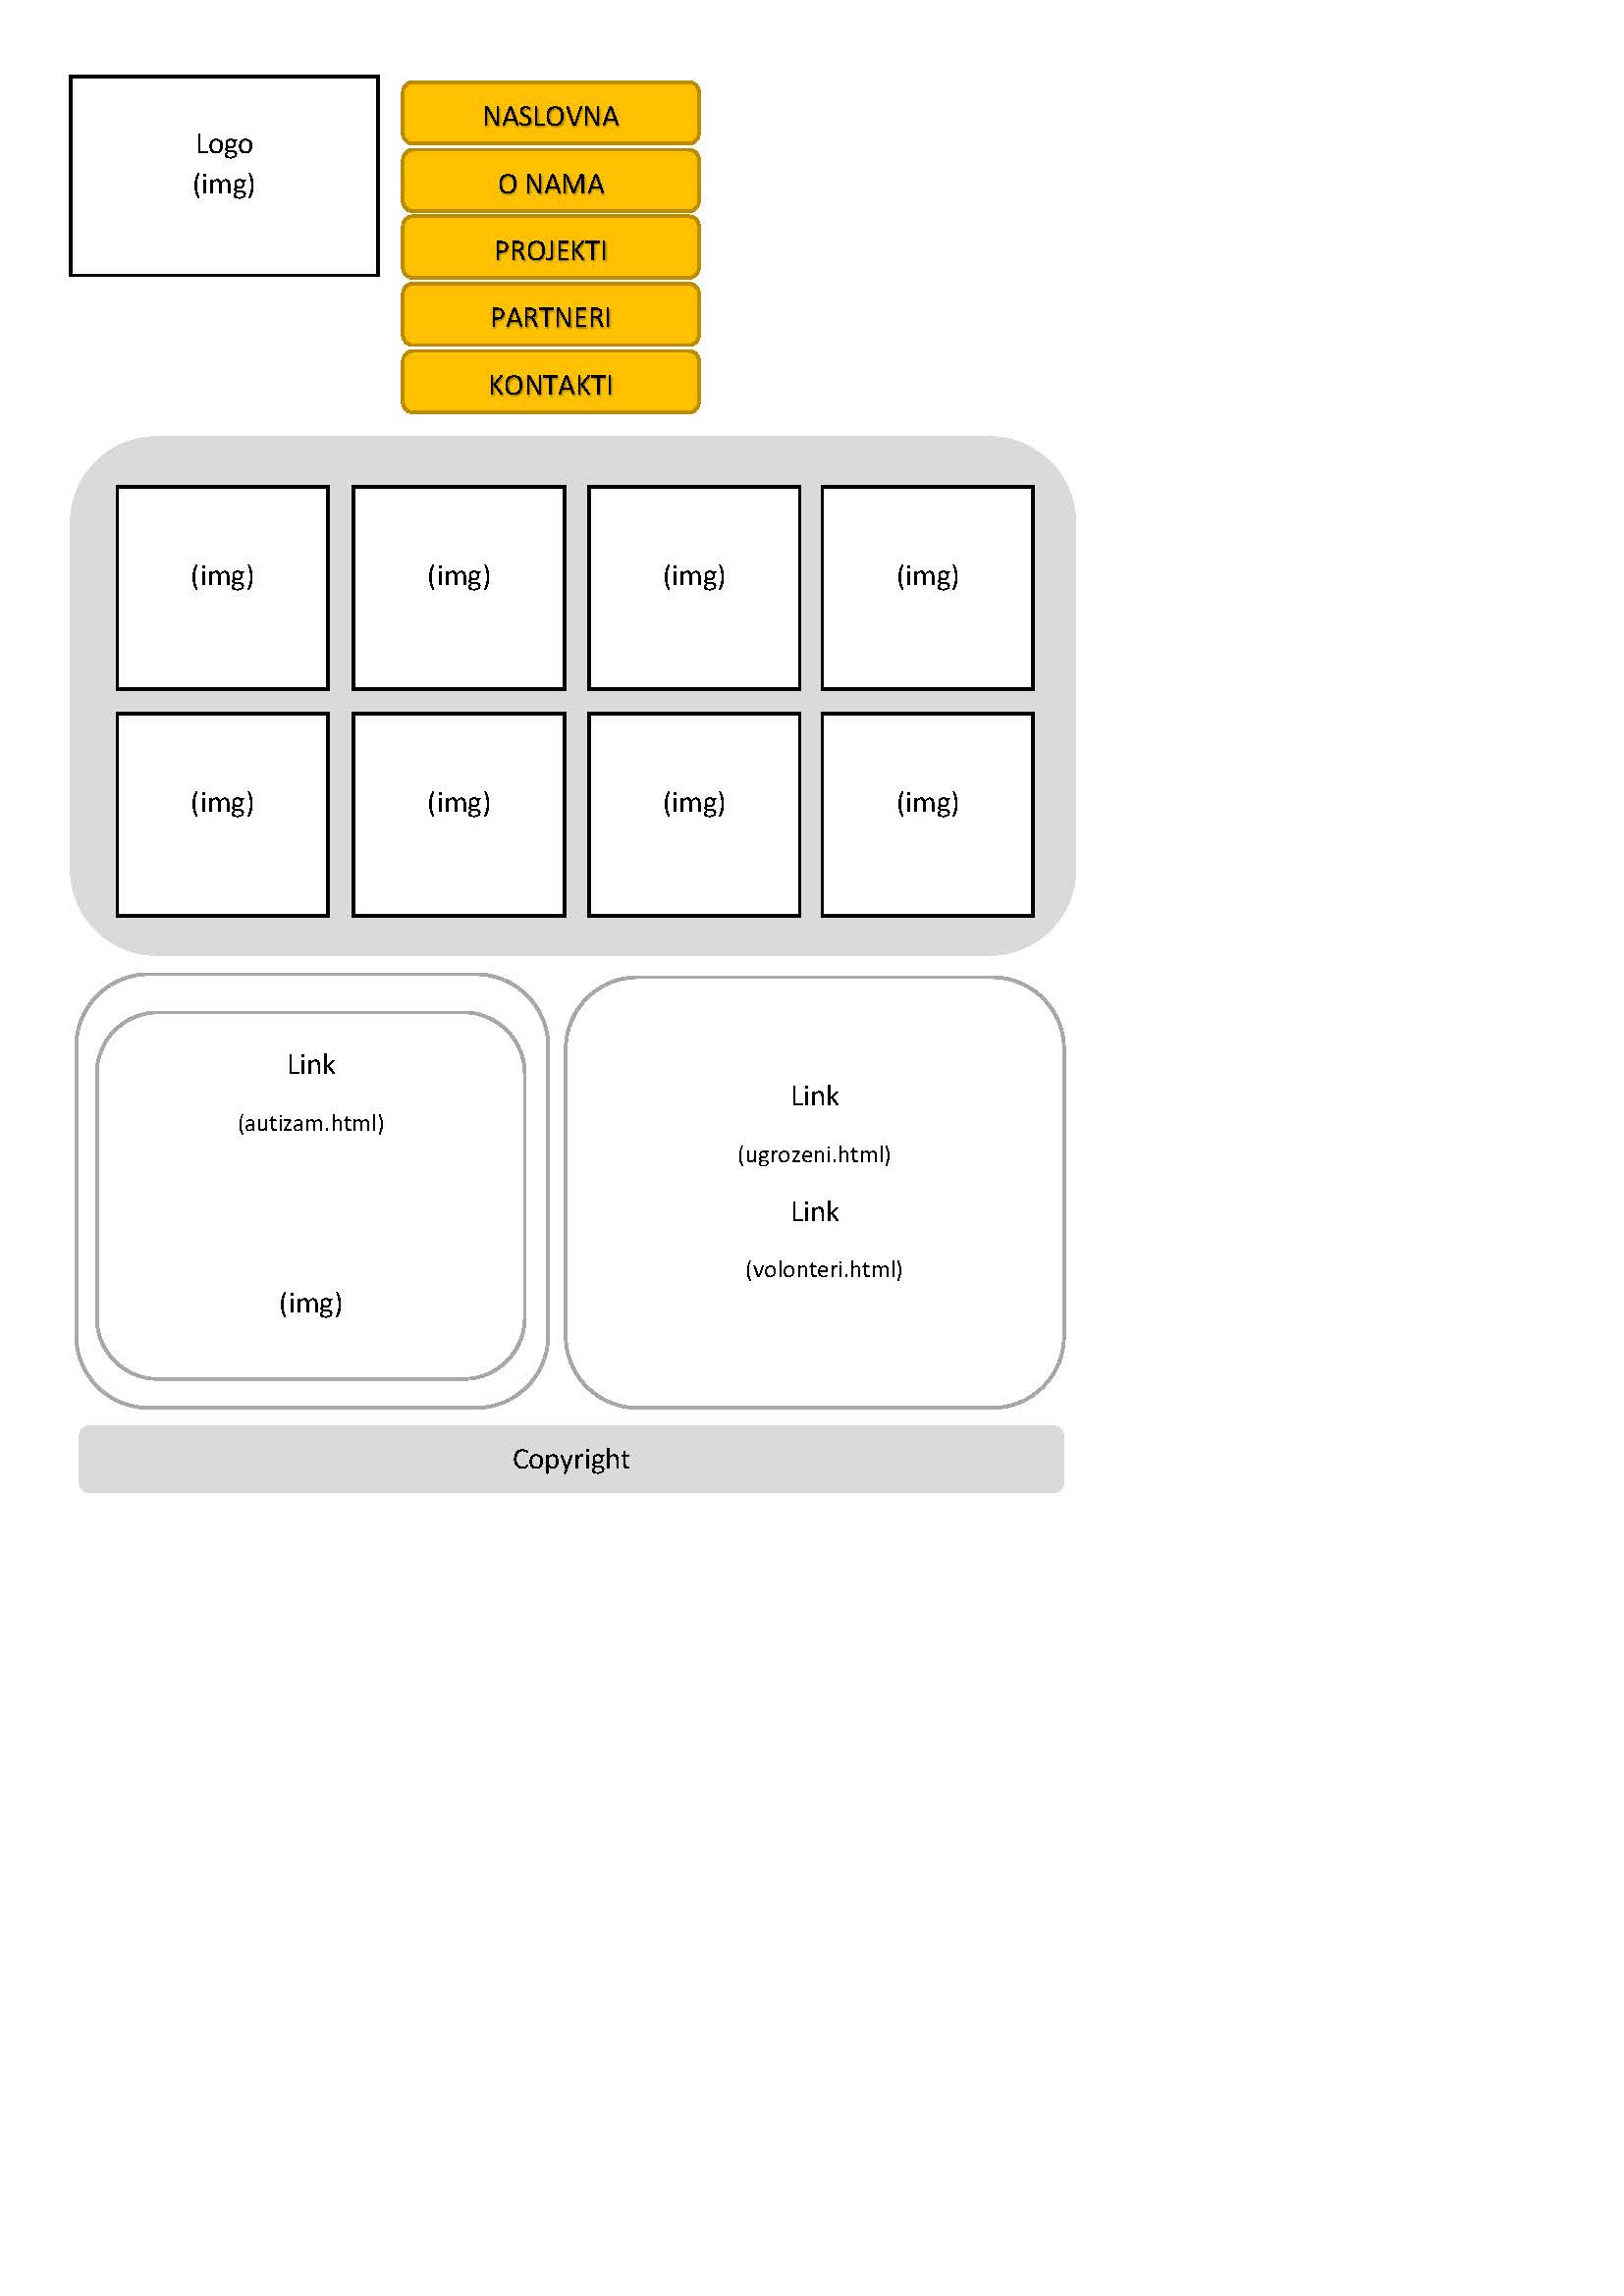 Logo
(img)
NASLOVNA
O NAMA
PROJEKTI
PARTNERI
KONTAKTI
(img)
(img)
(img)
(img)
(img)
(img)
(img)
(img)
Link
(autizam.html)
(img)
Link
(ugrozeni.html)
Link
(volonteri.html)
Copyright